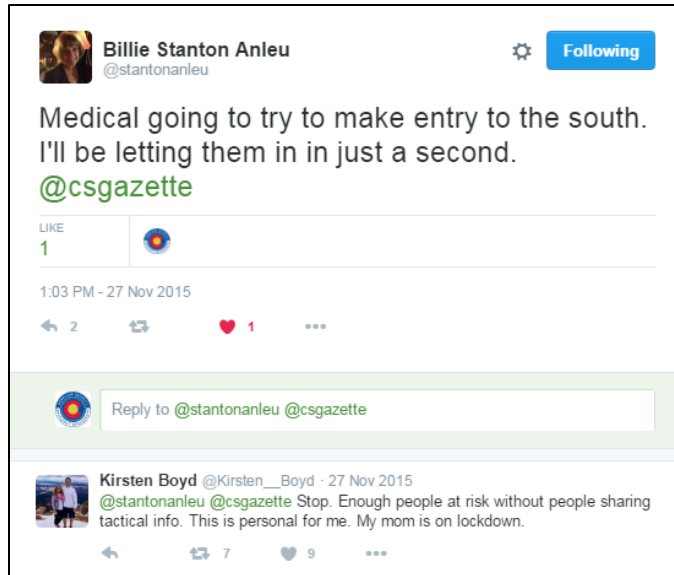 Billie Stanton Anleu
@stantonanleu
Following
Medical going to try to make entry to the south.
I'll be letting them in in just a second.
@csgazette
LIKE
1
1:03 PM - 27 Nov 2015
2
1
Reply to @stantonanleu @csgazette
Kirsten Boyd @Kirsten__Boyd · 27 Nov 2015
@stantonanleu @csgazette Stop. Enough people at risk without people sharing
tactical info. This is personal for me. My mom is on lockdown.
7
9